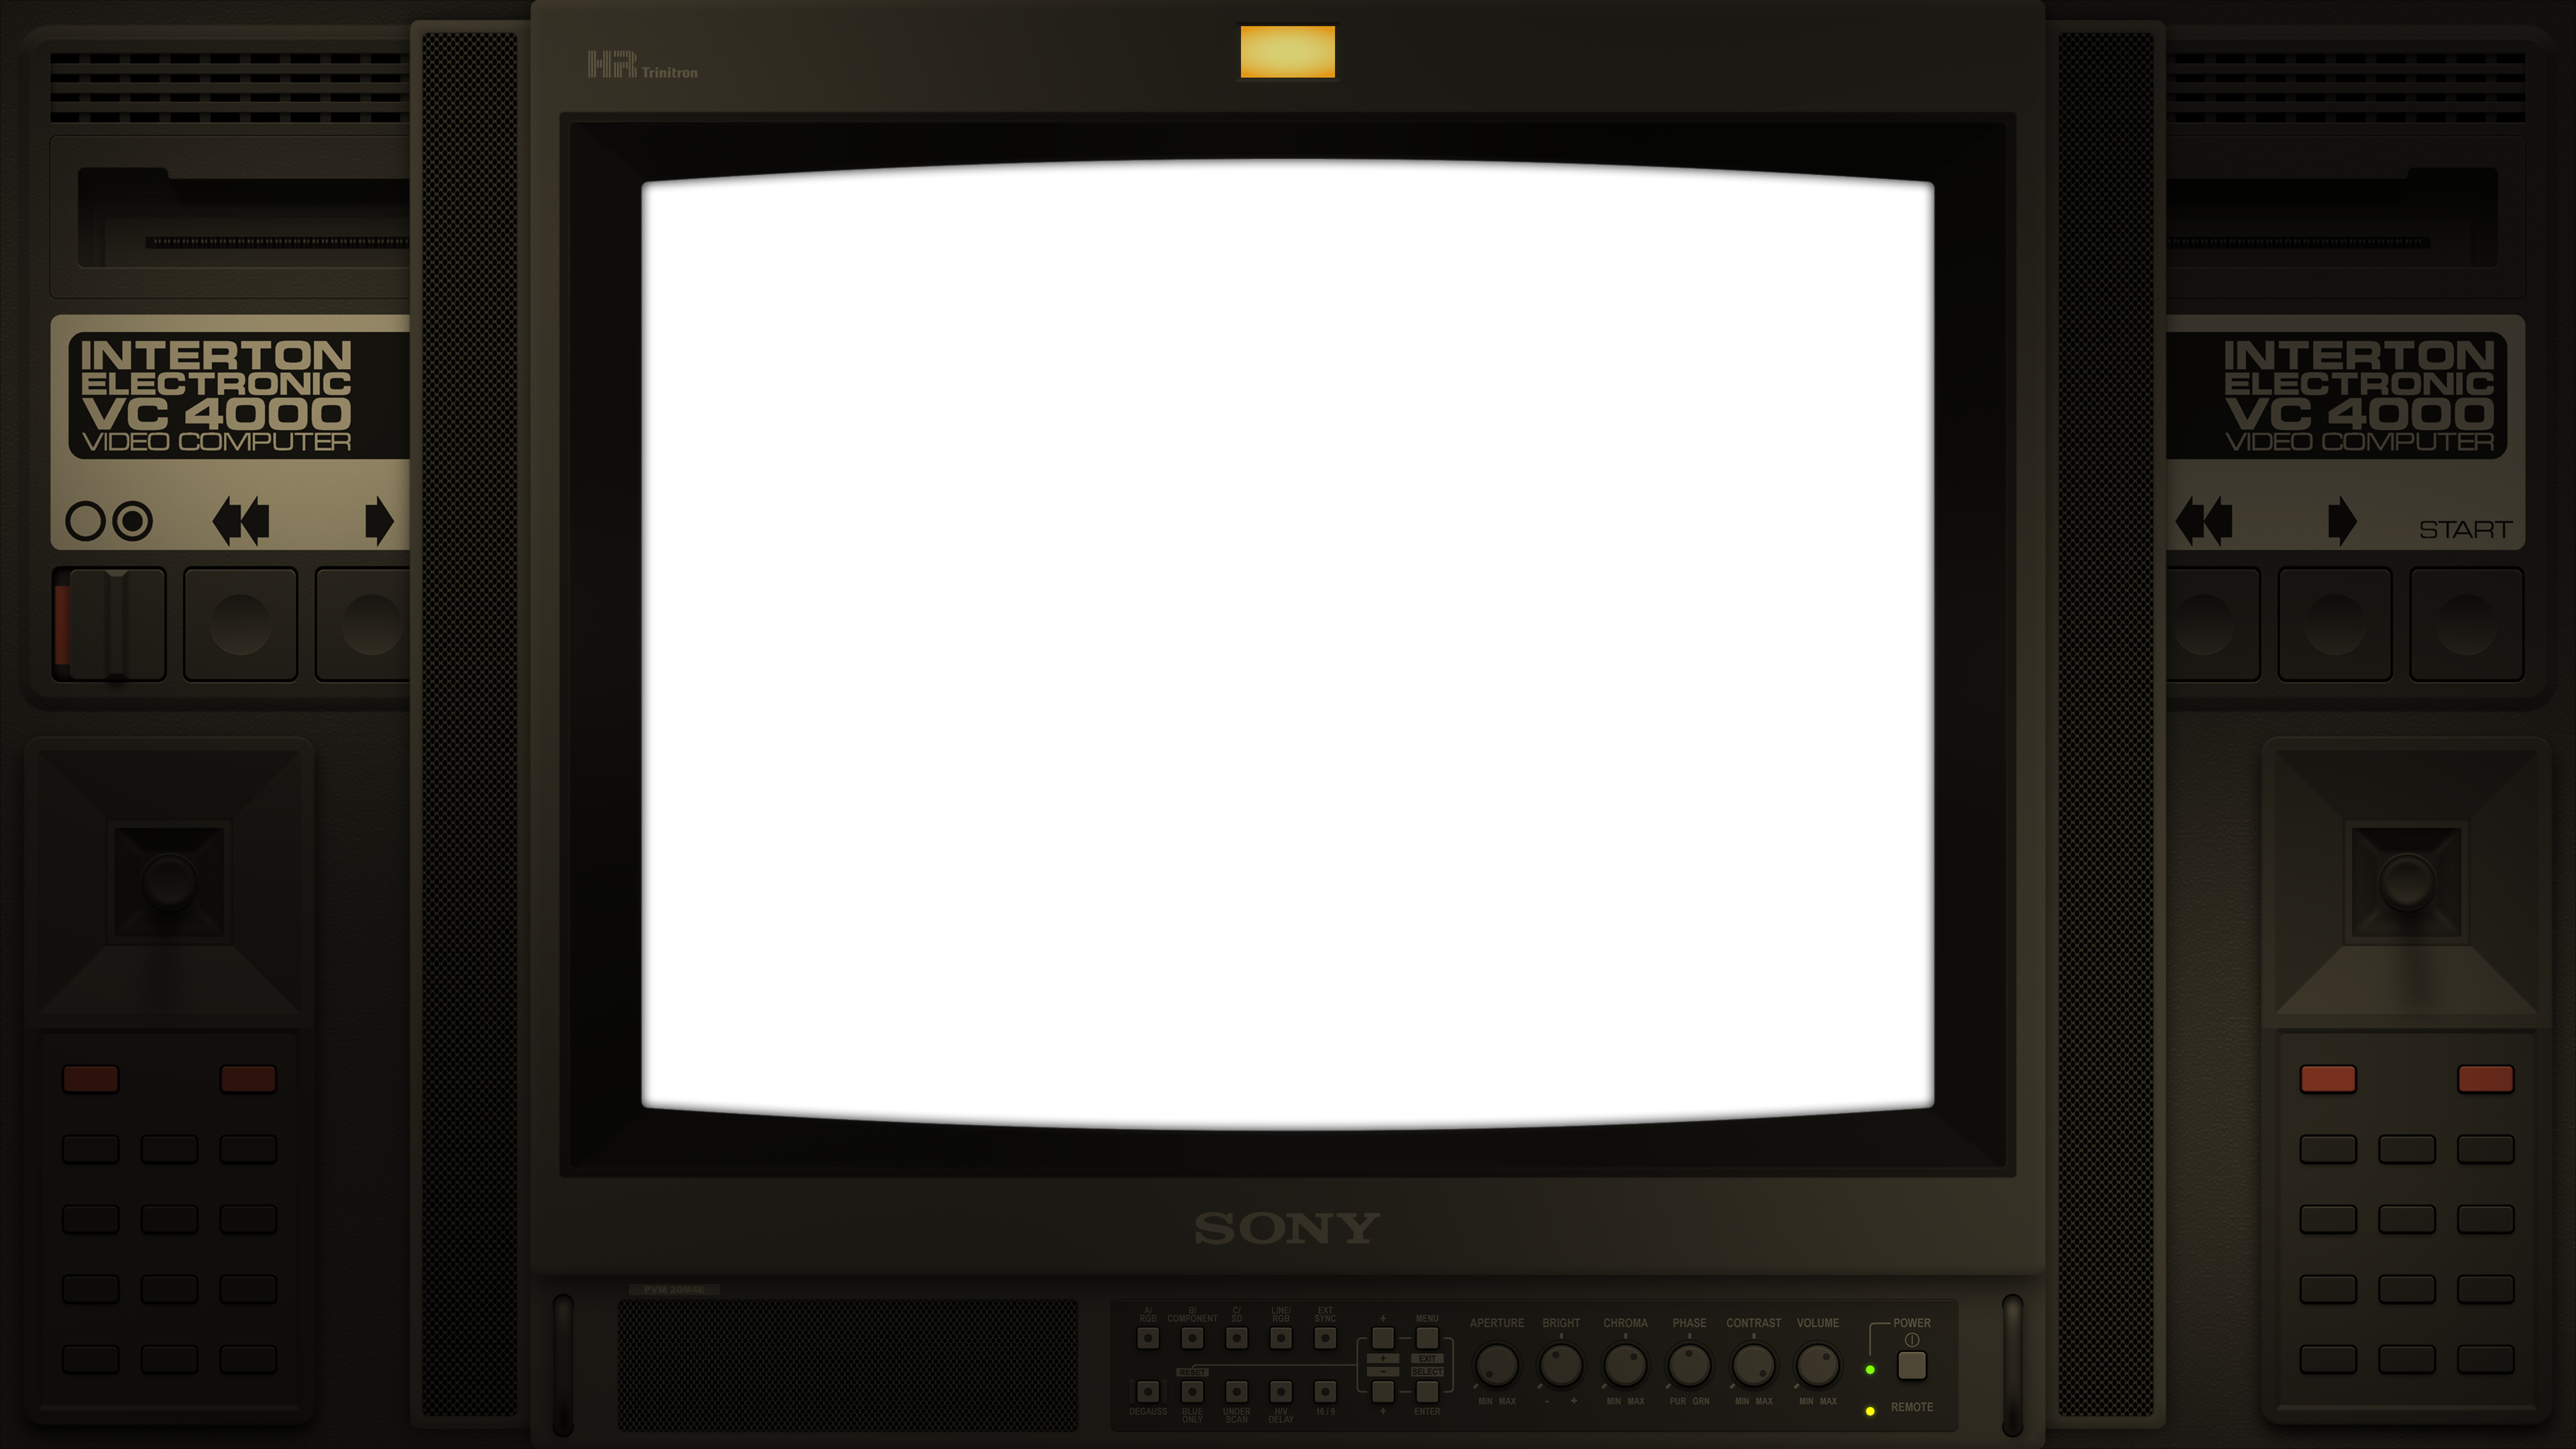 HR Trinitron
INTERTON
ELECTRONIC
VC 4000
VIDEO COMPUTER
INTERTON
ELECTRONIC
VC 4000
VIDEO COMPUTER
START
SONY
PVM 20M4E
A/ RGB
B/ COMPONENT
C/ SD
LINE/ RGB
EXT SYNC
+
MENU
APERTURE
BRIGHT
CHROMA
PHASE
CONTRAST
VOLUME
POWER
+
EXIT
RESET
−
SELECT
DEGAUSS
BLUE ONLY
UNDER SCAN
H/V DELAY
16 / 9
+
ENTER
MIN MAX
- +
MIN MAX
PUR GRN
MIN MAX
MIN MAX
REMOTE